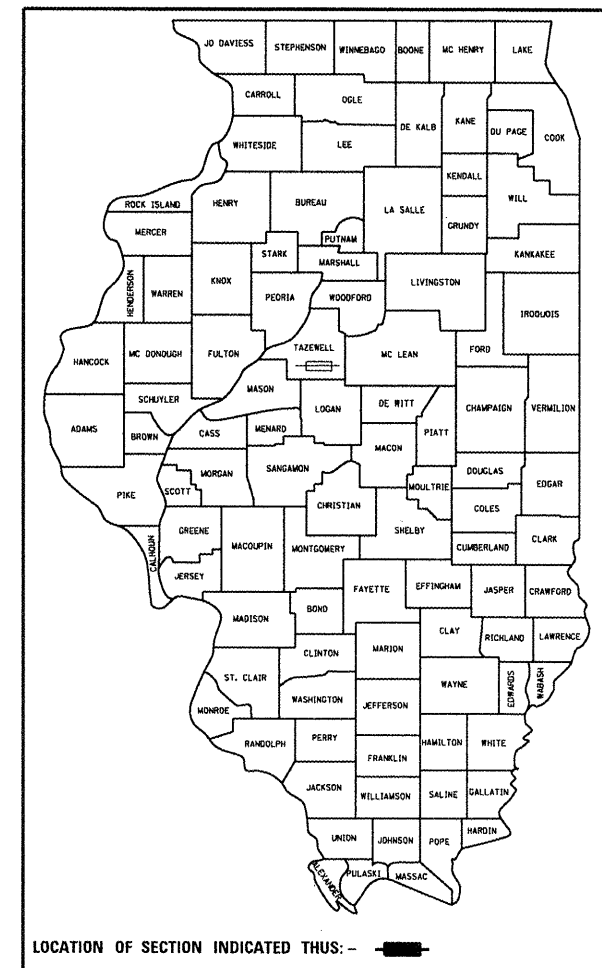 JO DAVIESS STEPHENSON WINNEBAGO BOONE MC HENRY LAKE
CARROLL OGLE DE KALB KANE DU PAGE COOK
WHITESIDE LEE
KENDALL
ROCK ISLAND HENRY BUREAU LA SALLE GRUNDY WILL
MERCER PUTNAM
STARK MARSHALL KANKAKEE
HENDERSON WARREN KNOX PEORIA WOODFORD LIVINGSTON
IROQUOIS
TAZEWELL
HANCOCK MC DONOUGH FULTON MC LEAN FORD
MASON
SCHUYLER LOGAN DE WITT CHAMPAIGN VERMILION
ADAMS BROWN CASS MENARD MACON PIATT
MORGAN SANGAMON DOUGLAS
PIKE SCOTT CHRISTIAN MOULTRIE COLES EDGAR
GREENE MACOUPIN MONTGOMERY SHELBY
CALHOUN CUMBERLAND CLARK
JERSEY
FAYETTE EFFINGHAM JASPER CRAWFORD
MADISON BOND
CLINTON MARION CLAY RICHLAND LAWRENCE
ST. CLAIR WASHINGTON JEFFERSON WAYNE EDWARDS WABASH
MONROE
RANDOLPH PERRY HAMILTON WHITE
FRANKLIN
JACKSON WILLIAMSON SALINE GALLATIN
UNION JOHNSON POPE HARDIN
ALEXANDER PULASKI MASSAC
LOCATION OF SECTION INDICATED THUS: -